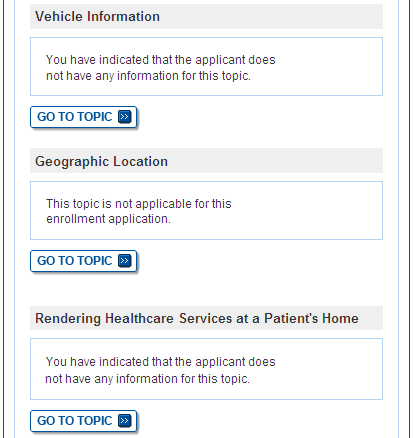 Vehicle Information
You have indicated that the applicant does
not have any information for this topic.
GO TO TOPIC
Geographic Location
This topic is not applicable for this
enrollment application.
GO TO TOPIC
Rendering Healthcare Services at a Patient's Home
You have indicated that the applicant does
not have any information for this topic.
GO TO TOPIC